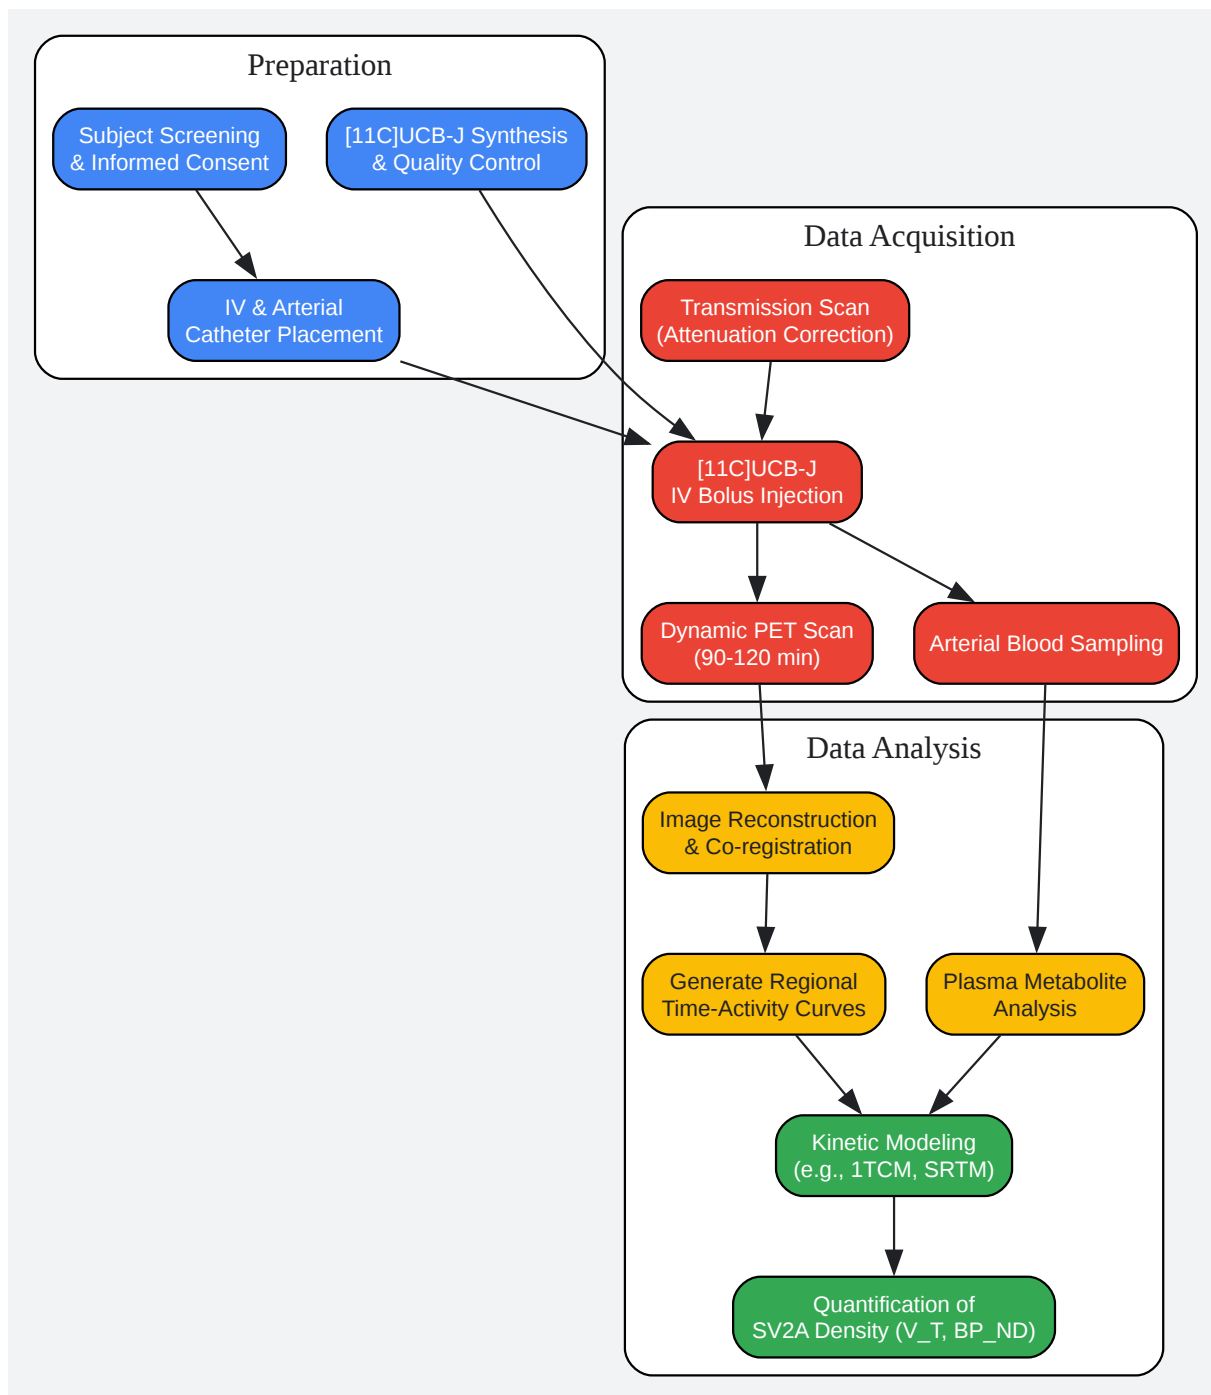 Preparation
Subject Screening
& Informed Consent
[11C]UCB-J Synthesis
& Quality Control
IV & Arterial
Catheter Placement
Data Acquisition
Transmission Scan
(Attenuation Correction)
[11C]UCB-J
IV Bolus Injection
Dynamic PET Scan
(90-120 min)
Arterial Blood Sampling
Data Analysis
Image Reconstruction
& Co-registration
Generate Regional
Time-Activity Curves
Plasma Metabolite
Analysis
Kinetic Modeling
(e.g., 1TCM, SRTM)
Quantification of
SV2A Density (V_T, BP_ND)